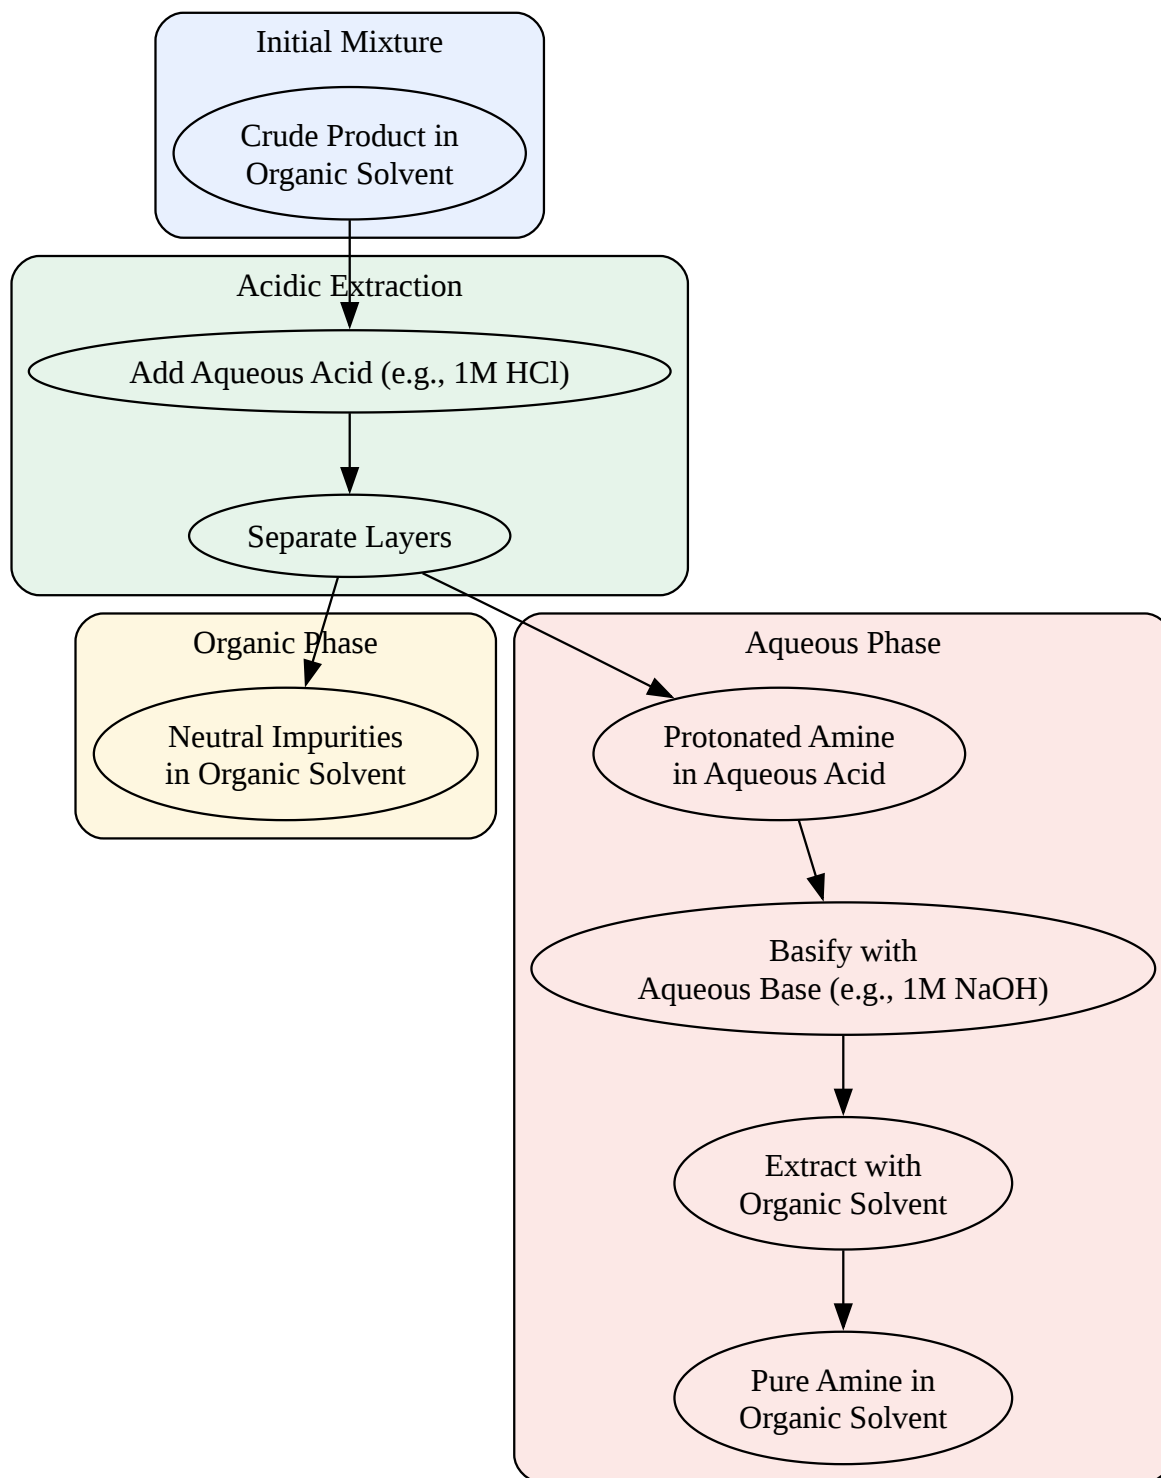 Initial Mixture
Crude Product in
Organic Solvent
Acidic Extraction
Add Aqueous Acid (e.g., 1M HCl)
Separate Layers
Organic Phase
Neutral Impurities
in Organic Solvent
Aqueous Phase
Protonated Amine
in Aqueous Acid
Basify with
Aqueous Base (e.g., 1M NaOH)
Extract with
Organic Solvent
Pure Amine in
Organic Solvent